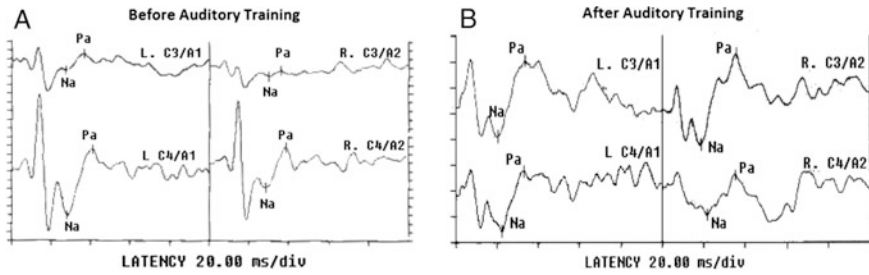 A
Before Auditory Training
Pa
L. C3/A1
Na
Pa
R. C3/A2
Na
Pa
L C4/A1
Na
Pa
R. C4/A2
Na
LATENCY 20.00 ms/div
B
After Auditory Training
Pa
L. C3/A1
Na
Pa
R. C3/A2
Na
Pa
L C4/A1
Na
Pa
R. C4/A2
Na
LATENCY 20.00 ms/div